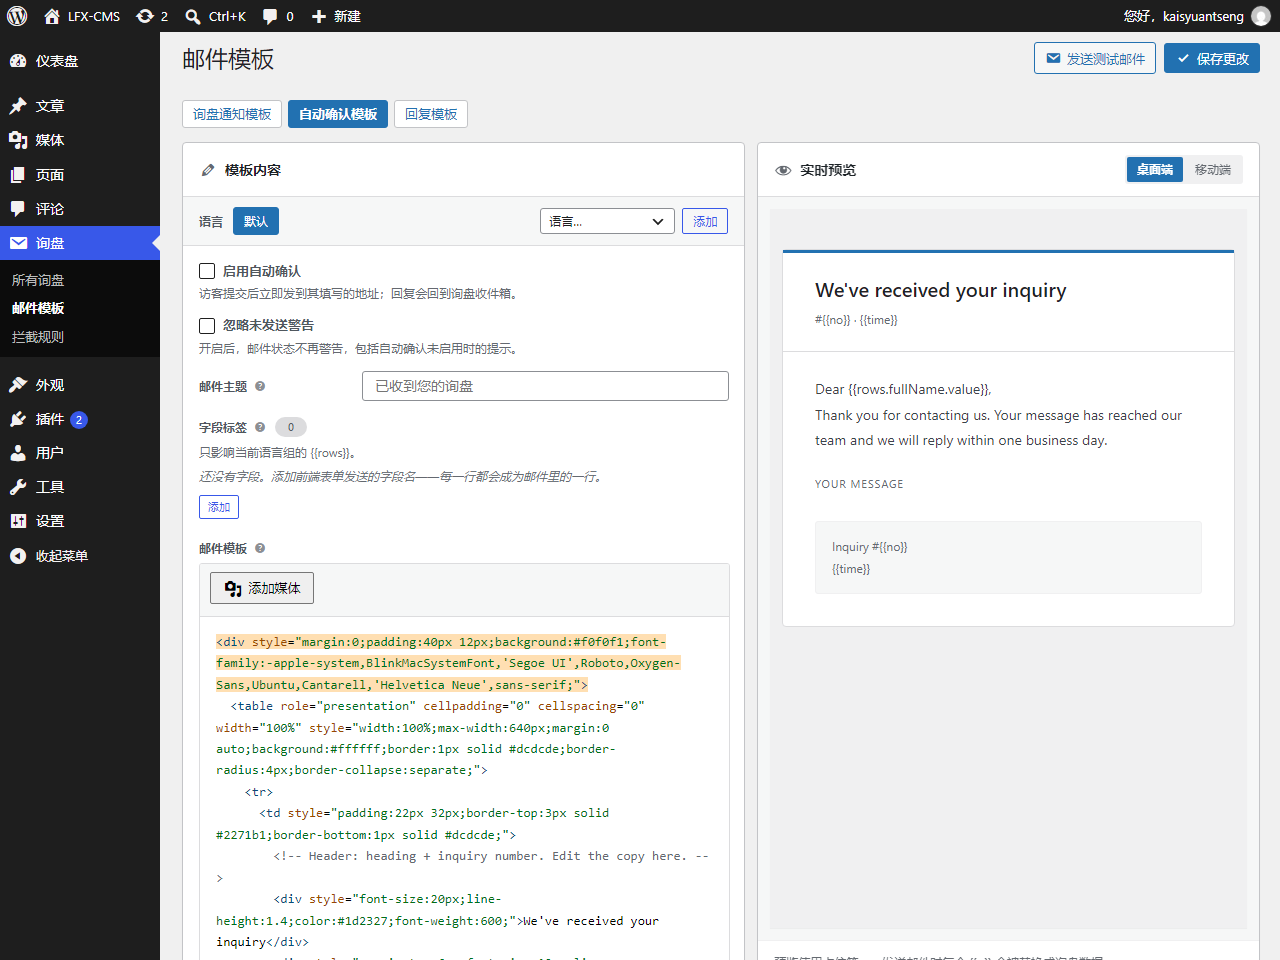 LFX-CMS
2
Ctrl+K
0
新建
您好，kaisyuantseng
仪表盘
文章
媒体
页面
评论
询盘
所有询盘
邮件模板
拦截规则
外观
插件 2
用户
工具
设置
收起菜单
邮件模板
发送测试邮件
保存更改
询盘通知模板
自动确认模板
回复模板
模板内容
语言
默认
语言...
添加
启用自动确认
访客提交后立即发到其填写的地址；回复会回到询盘收件箱。
忽略未发送警告
开启后，邮件状态不再警告，包括自动确认未启用时的提示。
邮件主题
已收到您的询盘
字段标签
0
只影响当前语言组的 {{rows}}。
还没有字段。添加前端表单发送的字段名——每一行都会成为邮件里的一行。
添加
邮件模板
添加媒体
<div style="margin:0;padding:40px 12px;background:#f0f0f1;font-
family:-apple-system,BlinkMacSystemFont,'Segoe UI',Roboto,Oxygen-
Sans,Ubuntu,Cantarell,'Helvetica Neue',sans-serif;">
<table role="presentation" cellpadding="0" cellspacing="0"
width="100%" style="width:100%;max-width:640px;margin:0
auto;background:#ffffff;border:1px solid #dcdcde;border-
radius:4px;border-collapse:separate;">
<tr>
<td style="padding:22px 32px;border-top:3px solid
#2271b1;border-bottom:1px solid #dcdcde;">
<!-- Header: heading + inquiry number. Edit the copy here. --
>
<div style="font-size:20px;line-
height:1.4;color:#1d2327;font-weight:600;">We've received your
inquiry</div>
实时预览
桌面端
移动端
We've received your inquiry
#{{no}} · {{time}}
Dear {{rows.fullName.value}},
Thank you for contacting us. Your message has reached our
team and we will reply within one business day.
YOUR MESSAGE
Inquiry #{{no}}
{{time}}